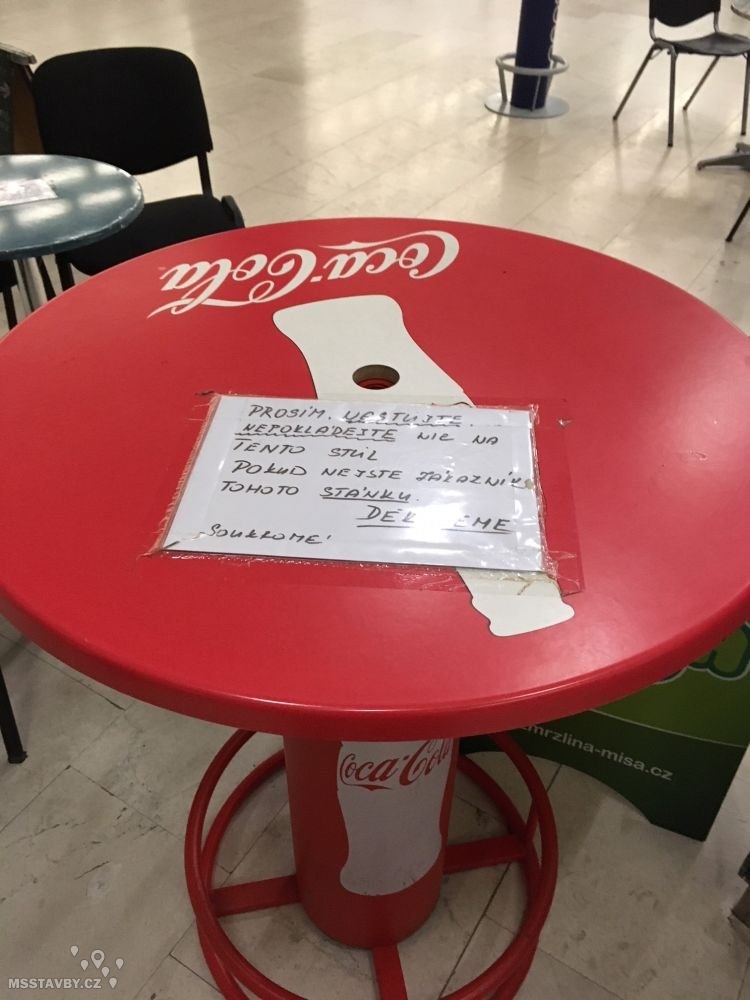 Coca-Cola
PROSÍM. NESTUJTE.
NEPOKLÁDEJTE NIC NA
TENTO STŮL
POKUD NEJSTE ZÁKAZNÍK
TOHOTO STÁNKU.
DĚKUJEME
SOUKROMÉ!
Coca-Cola
mrzlina-misa.cz
MSSTAVBY.CZ